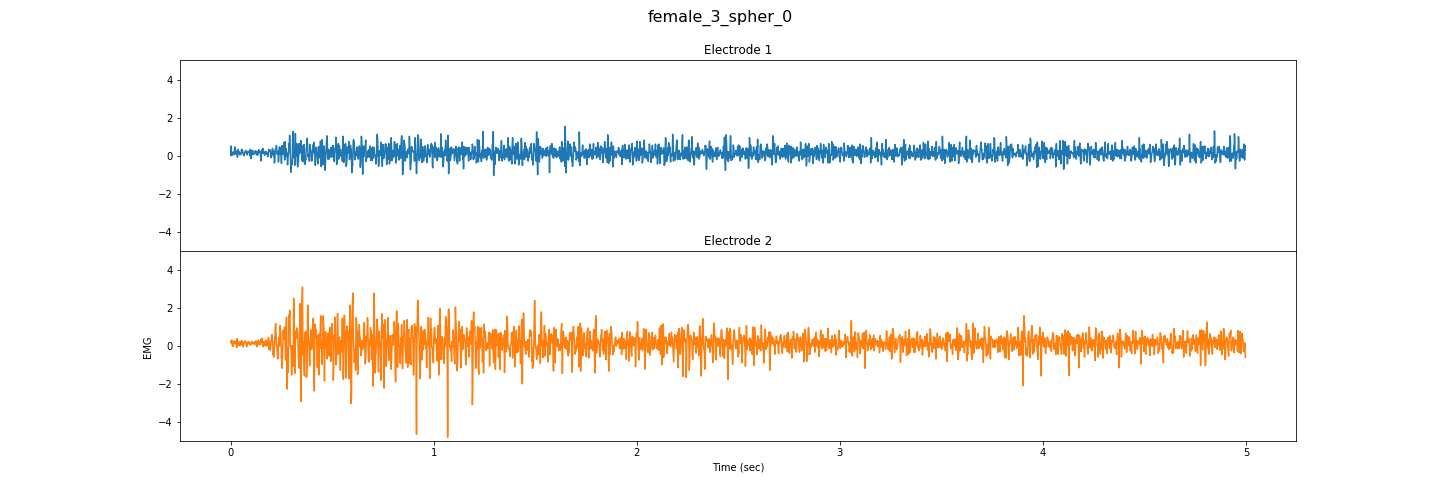 female_3_spher_0
Electrode 1
4
2
0
−2
−4
Electrode 2
4
2
0
−2
−4
EMG
0 1 2 3 4 5
Time (sec)